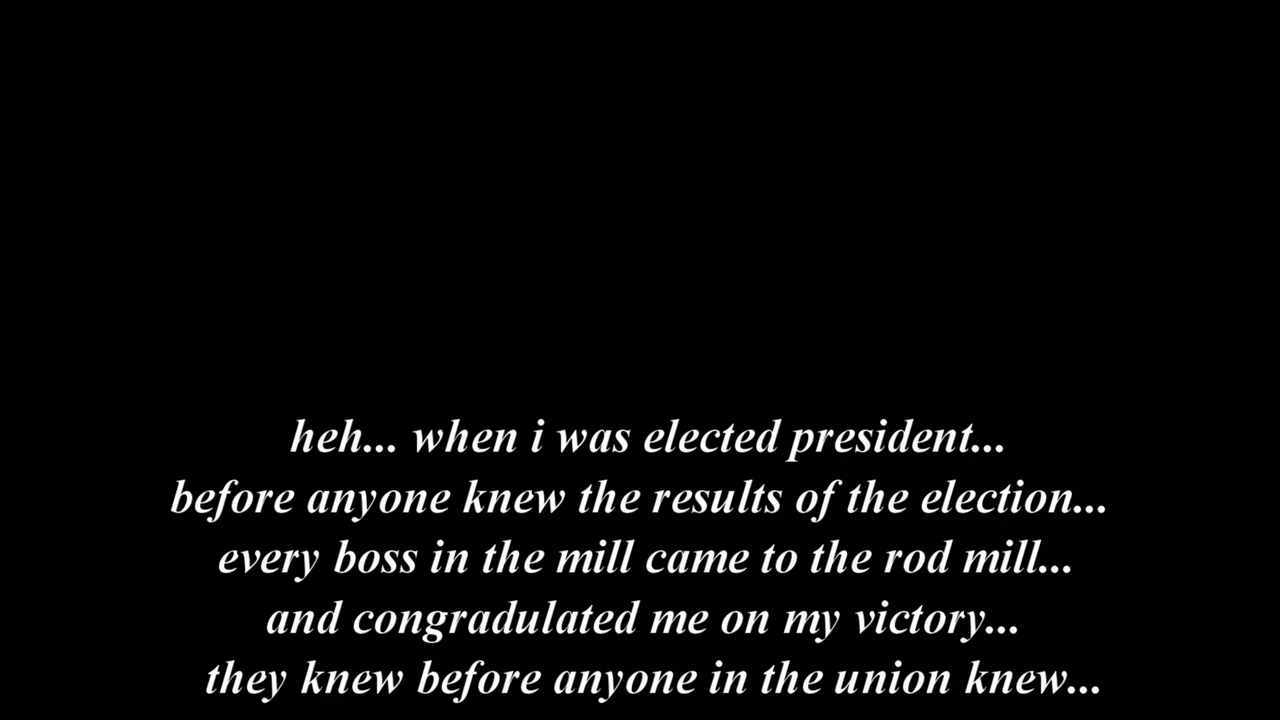 heh... when i was elected president...
before anyone knew the results of the election...
every boss in the mill came to the rod mill...
and congradulated me on my victory...
they knew before anyone in the union knew...